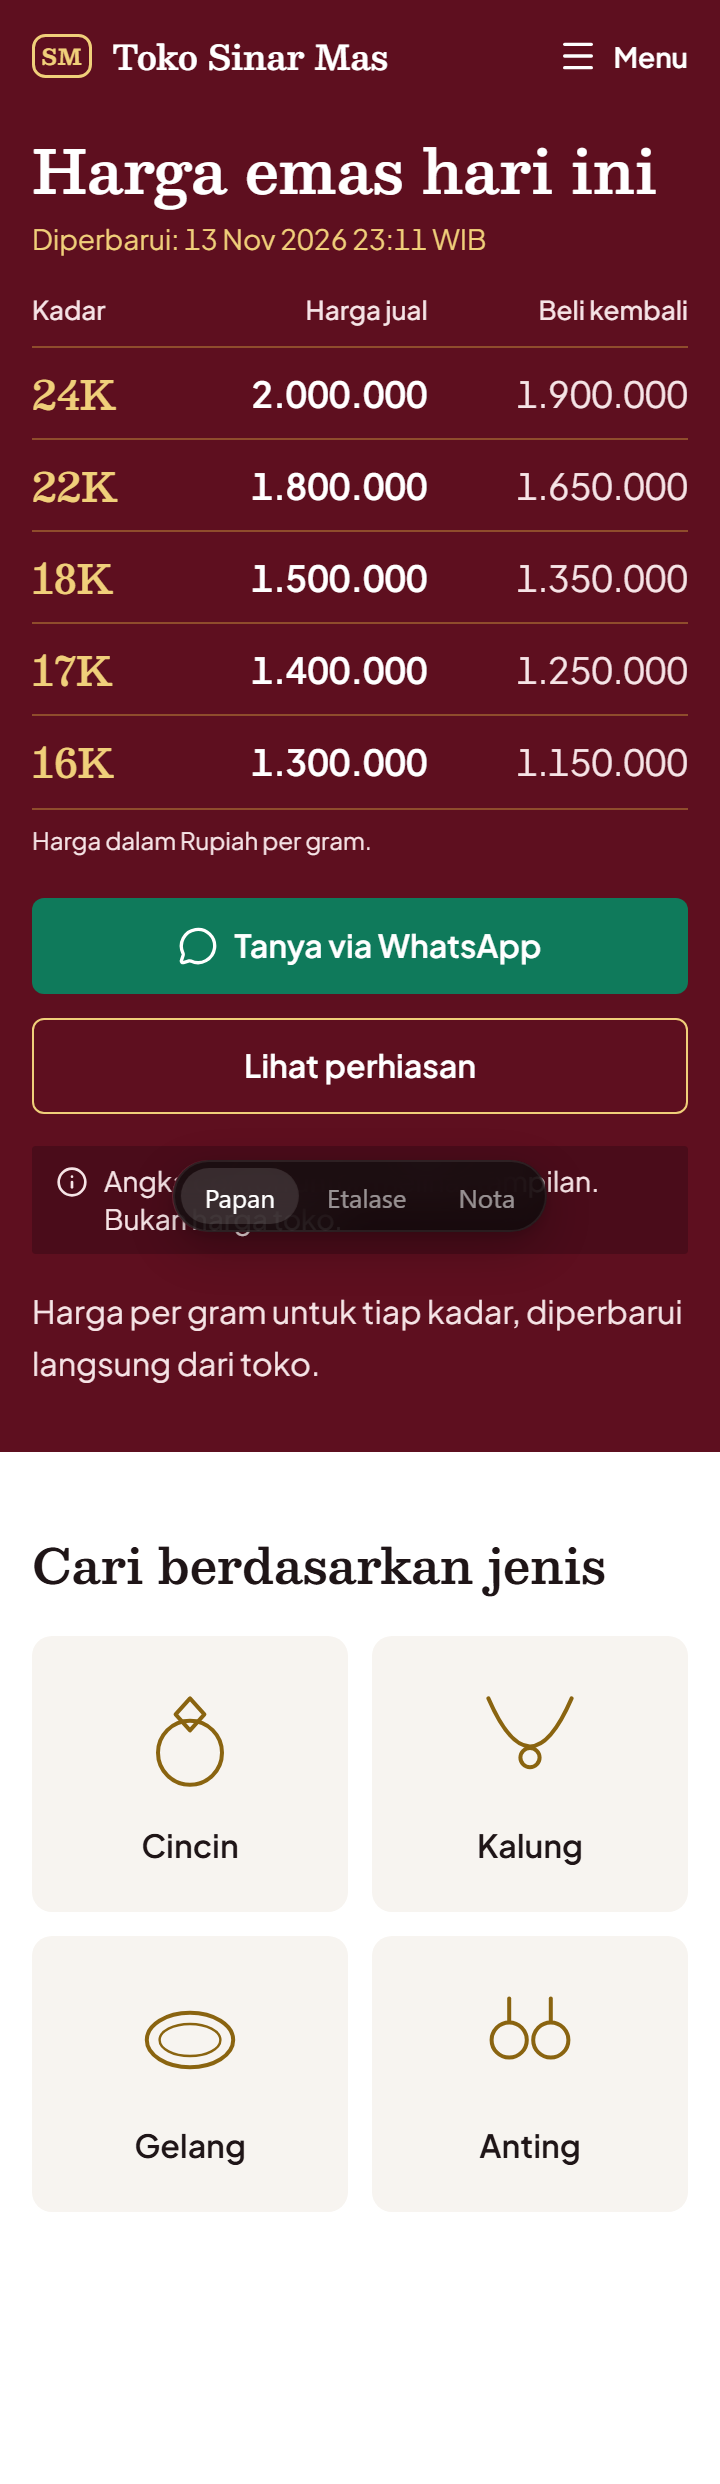 SM Toko Sinar Mas Menu
Harga emas hari ini
Diperbarui: 13 Nov 2026 23:11 WIB
Kadar Harga jual Beli kembali
24K 2.000.000 1.900.000
22K 1.800.000 1.650.000
18K 1.500.000 1.350.000
17K 1.400.000 1.250.000
16K 1.300.000 1.150.000
Harga dalam Rupiah per gram.
Tanya via WhatsApp
Lihat perhiasan
Papan Etalase Nota
Bukan harga toko.
Harga per gram untuk tiap kadar, diperbarui
langsung dari toko.
Cari berdasarkan jenis
Cincin Kalung
Gelang Anting